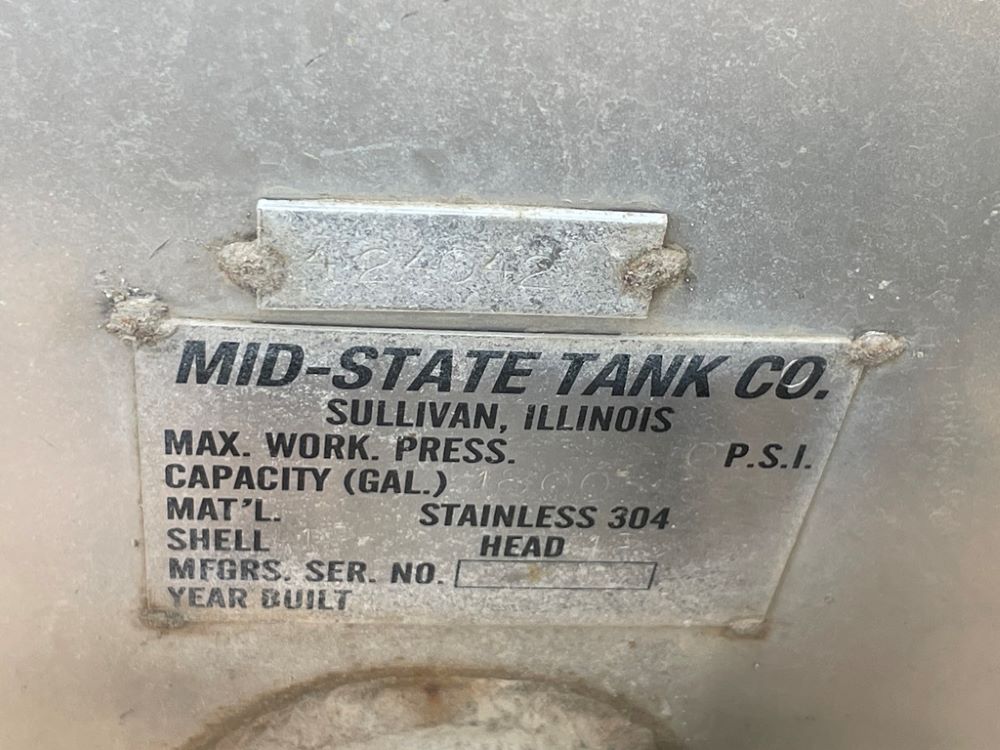 124042
MID-STATE TANK CO.
SULLIVAN, ILLINOIS
MAX. WORK. PRESS. P.S.I.
CAPACITY (GAL.)
MAT'L. STAINLESS 304
SHELL HEAD
MFGRS. SER. NO.
YEAR BUILT